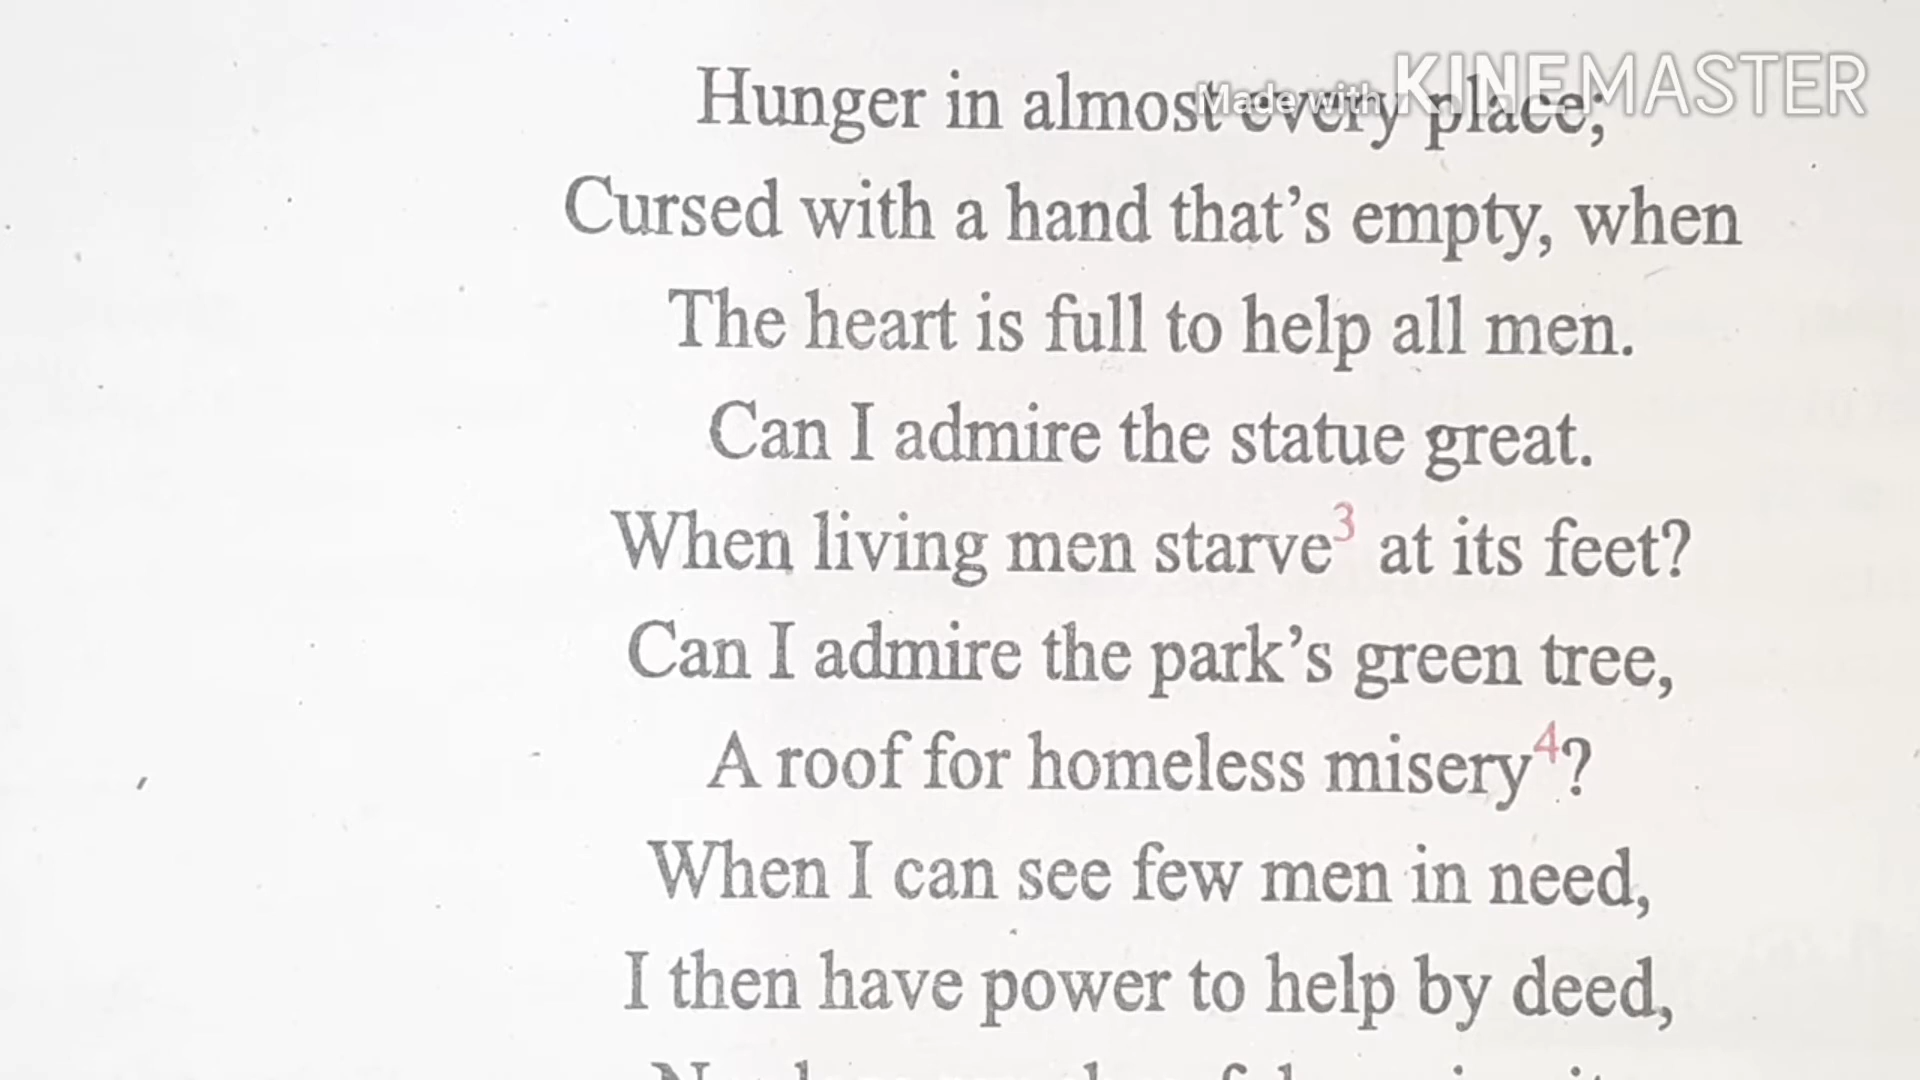 Made with KINEMASTER
Hunger in almost every place;
Cursed with a hand that's empty, when
The heart is full to help all men.
Can I admire the statue great.
When living men starve³ at its feet?
Can I admire the park's green tree,
A roof for homeless misery⁴?
When I can see few men in need,
I then have power to help by deed,